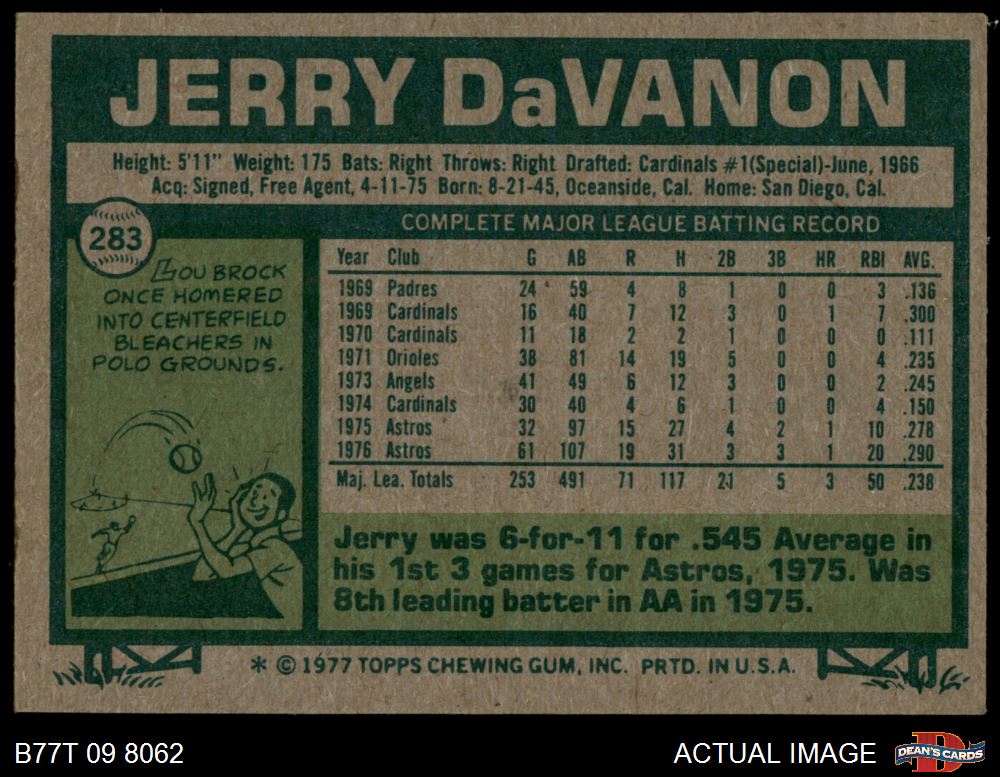 JERRY DaVANON
Height: 5'11" Weight: 175 Bats: Right Throws: Right Drafted: Cardinals #1(Special)-June, 1966
Acq: Signed, Free Agent, 4-11-75 Born: 8-21-45, Oceanside, Cal. Home: San Diego, Cal.
283
LOU BROCK
ONCE HOMERED
INTO CENTERFIELD
BLEACHERS IN
POLO GROUNDS.
COMPLETE MAJOR LEAGUE BATTING RECORD
Year Club G AB R H 2B 3B HR RBI AVG.
1969 Padres 24 59 4 8 1 0 0 3 .136
1969 Cardinals 16 40 7 12 3 0 1 7 .300
1970 Cardinals 11 18 2 2 1 0 0 0 .111
1971 Orioles 38 81 14 19 5 0 0 4 .235
1973 Angels 41 49 6 12 3 0 0 2 .245
1974 Cardinals 30 40 4 6 1 0 0 4 .150
1975 Astros 32 97 15 27 4 2 1 10 .278
1976 Astros 61 107 19 31 3 3 1 20 .290
Maj. Lea. Totals 253 491 71 117 21 5 3 50 .238
Jerry was 6-for-11 for .545 Average in
his 1st 3 games for Astros, 1975. Was
8th leading batter in AA in 1975.
* © 1977 TOPPS CHEWING GUM, INC. PRTD. IN U.S.A.
B77T 09 8062
ACTUAL IMAGE
DEAN'S CARDS